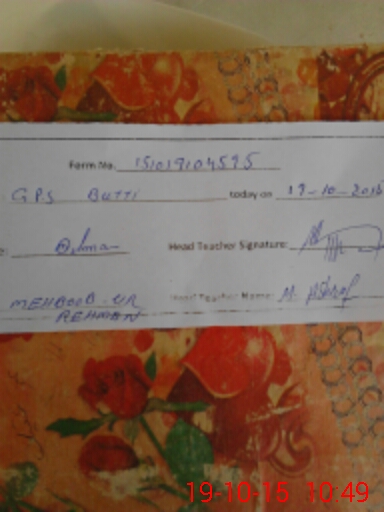 Form No. 151019104595
GPS BUTTI today on 19-10-2015
Head Teacher Signature:
MEHBOOB UR
REHMAN
Head Teacher Name: M. Ashraf
19-10-15 10:49